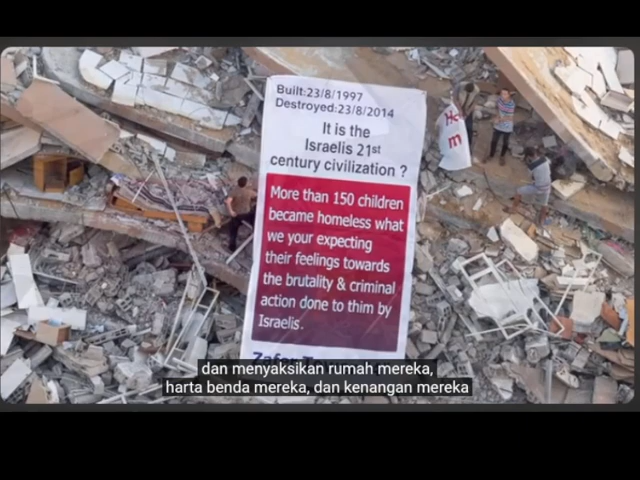 Built:23/8/1997
Destroyed:23/8/2014
It is the
Israelis 21st
century civilization ?
More than 150 children
became homeless what
we your expecting
their feelings towards
the brutality & criminal
action done to thim by
Israelis.
dan menyaksikan rumah mereka,
harta benda mereka, dan kenangan mereka